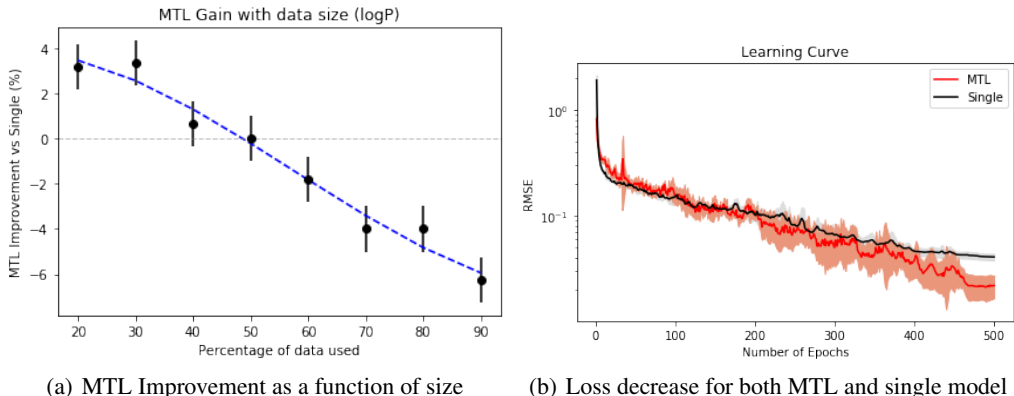 MTL Gain with data size (logP)
MTL Improvement vs Single (%)
4
2
0
−2
−4
−6
20 30 40 50 60 70 80 90
Percentage of data used
(a) MTL Improvement as a function of size
Learning Curve
MTL
Single
RMSE
10⁰
10⁻¹
0 100 200 300 400 500
Number of Epochs
(b) Loss decrease for both MTL and single model